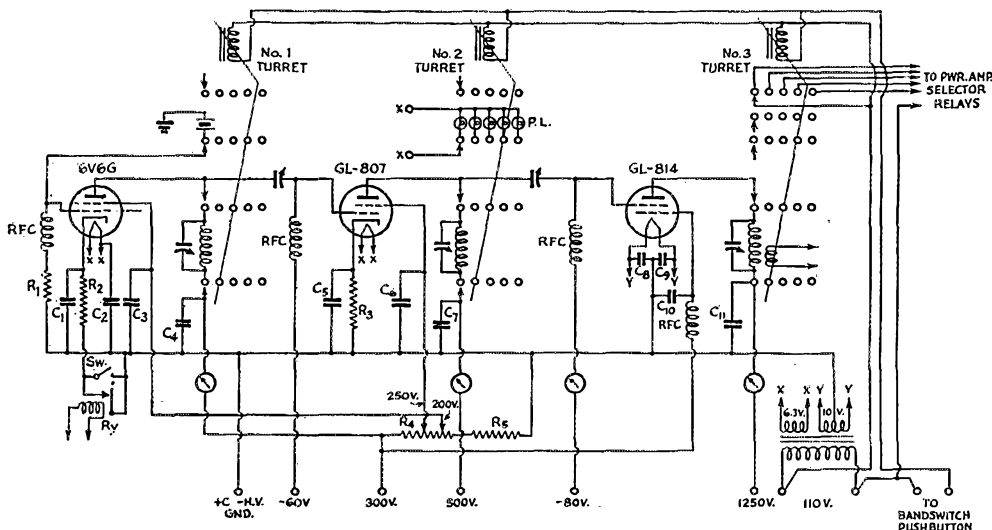 No. 1
TURRET
No. 2
TURRET
No. 3
TURRET
TO PWR. AMP.
SELECTOR
RELAYS
X
P.L.
X
6V6G
GL-807
GL-814
RFC
RFC
RFC
X X
X X
R1
C1
R2
C2
C3
C4
C5
R3
C6
C7
C8
C9
Y
Y
C10
RFC
C11
SW.
RY
250V.
200V.
R4
R5
X X Y Y
6.3V. 10V.
+C -H.V.
GND.
-60V
300V.
500V.
-80V.
1250V.
110V.
TO
BANDSWITCH
PUSHBUTTON